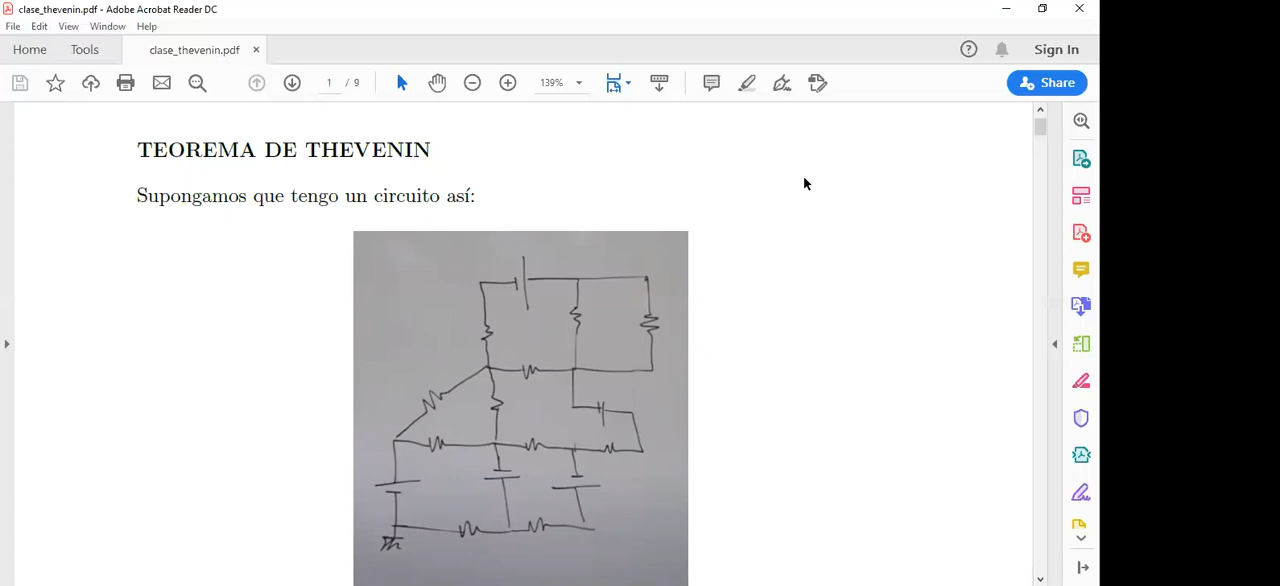 clase_thevenin.pdf - Adobe Acrobat Reader DC
File Edit View Window Help
Home Tools clase_thevenin.pdf × Sign In
1 / 9 139% Share
TEOREMA DE THEVENIN
Supongamos que tengo un circuito así: